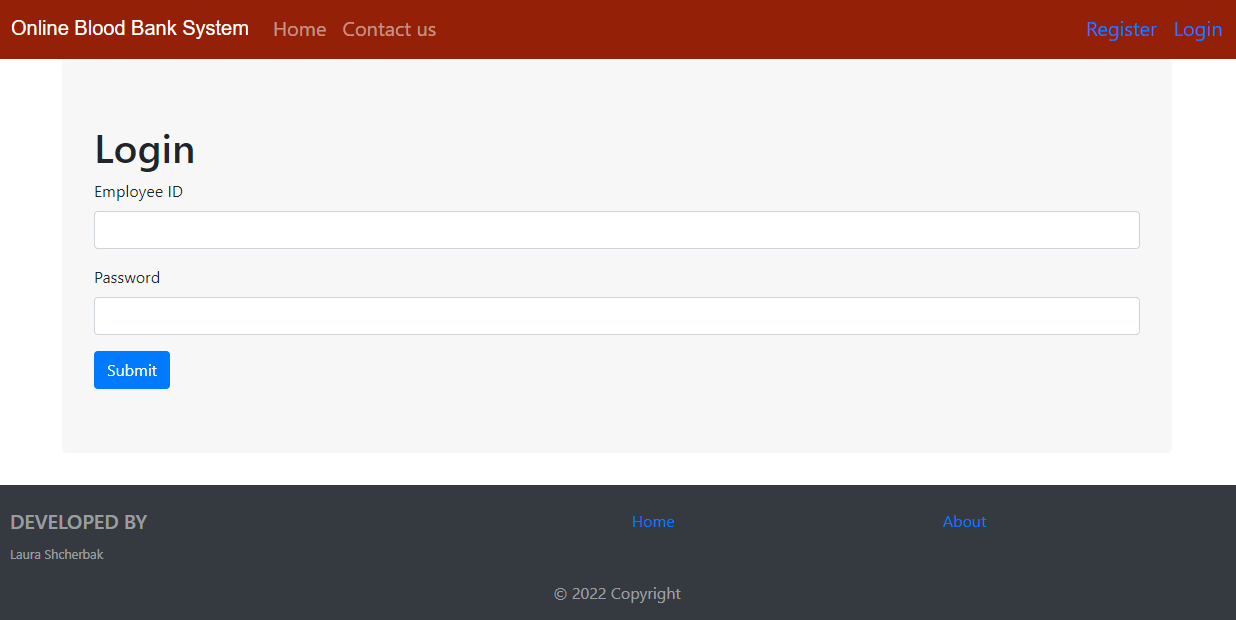 Online Blood Bank System Home Contact us Register Login
Login
Employee ID
Password
Submit
DEVELOPED BY Home About
Laura Shcherbak
© 2022 Copyright